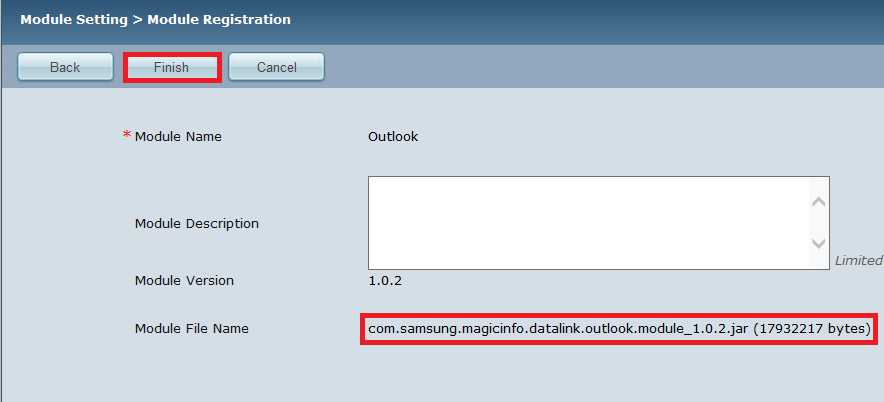 Module Setting > Module Registration
Back Finish Cancel
* Module Name Outlook
Module Description
Limited
Module Version 1.0.2
Module File Name com.samsung.magicinfo.datalink.outlook.module_1.0.2.jar (17932217 bytes)